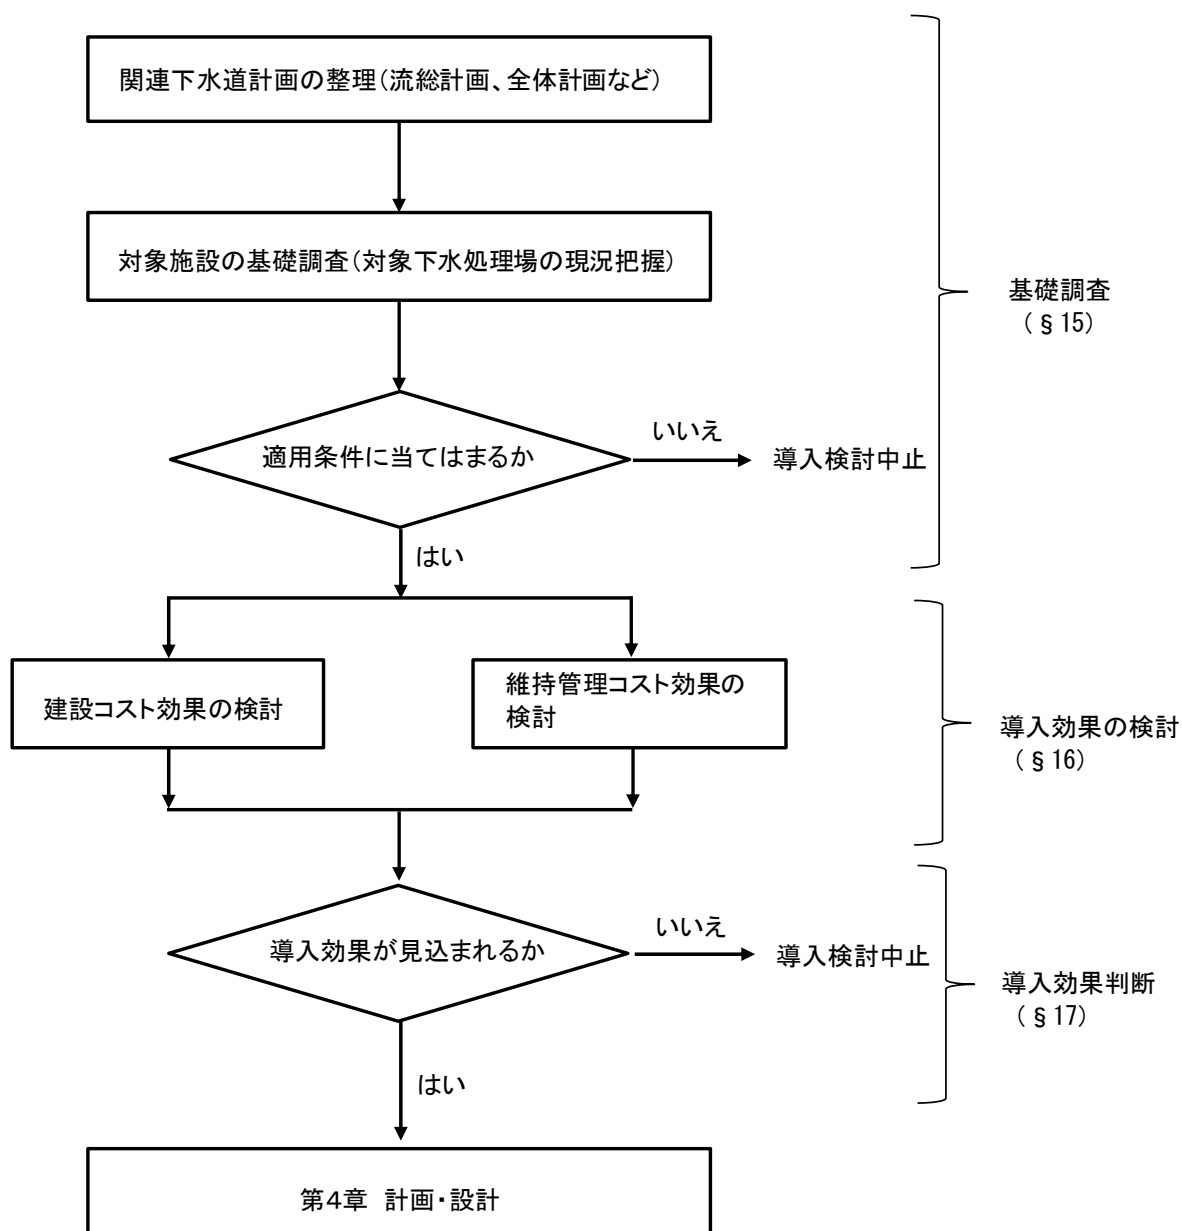 関連下水道計画の整理(流総計画、全体計画など)
対象施設の基礎調査(対象下水処理場の現況把握)
基礎調査
(§15)
適用条件に当てはまるか
いいえ
導入検討中止
はい
建設コスト効果の検討
維持管理コスト効果の
検討
導入効果の検討
(§16)
導入効果が見込まれるか
いいえ
導入検討中止
導入効果判断
(§17)
はい
第4章 計画・設計